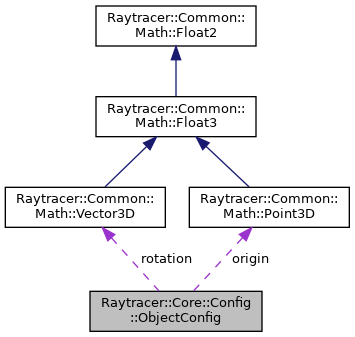 Raytracer::Common::
Math::Float2
Raytracer::Common::
Math::Float3
Raytracer::Common::
Math::Vector3D
Raytracer::Common::
Math::Point3D
rotation
origin
Raytracer::Core::Config
::ObjectConfig